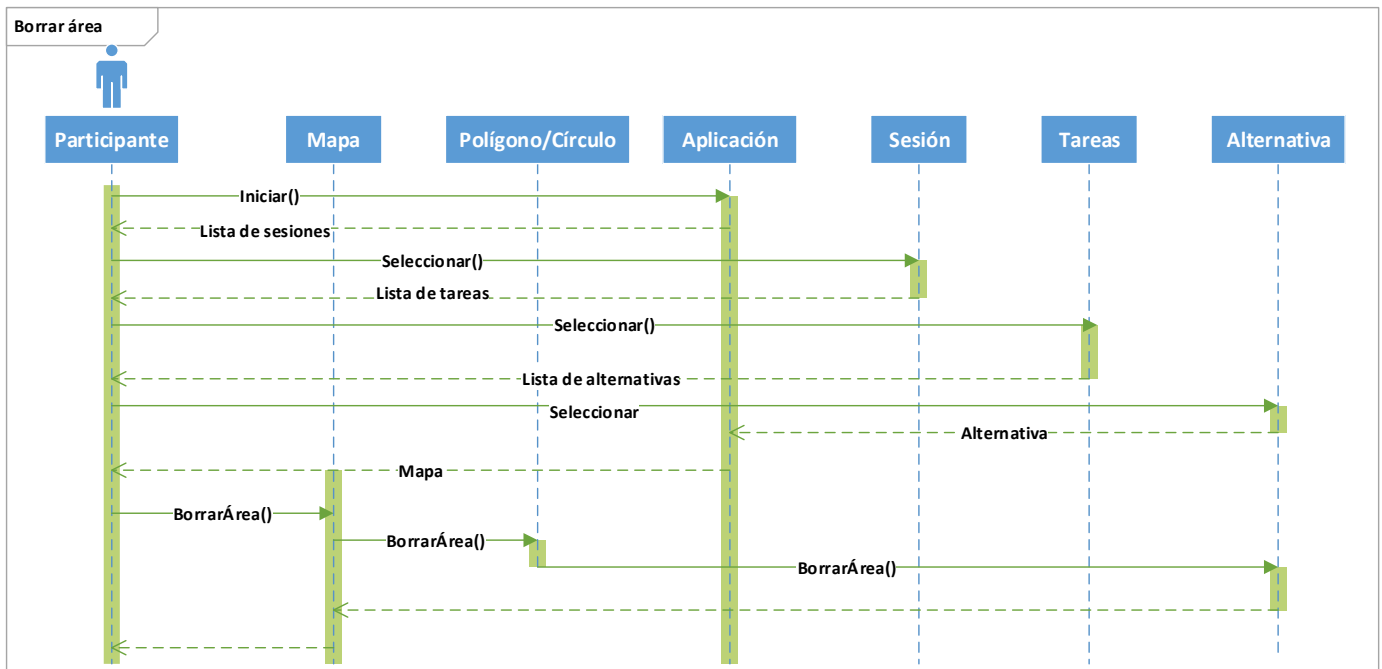 Borrar área
Participante
Mapa
Polígono/Círculo
Aplicación
Sesión
Tareas
Alternativa
Iniciar()
Lista de sesiones
Seleccionar()
Lista de tareas
Seleccionar()
Lista de alternativas
Seleccionar
Alternativa
Mapa
BorrarÁrea()
BorrarÁrea()
BorrarÁrea()